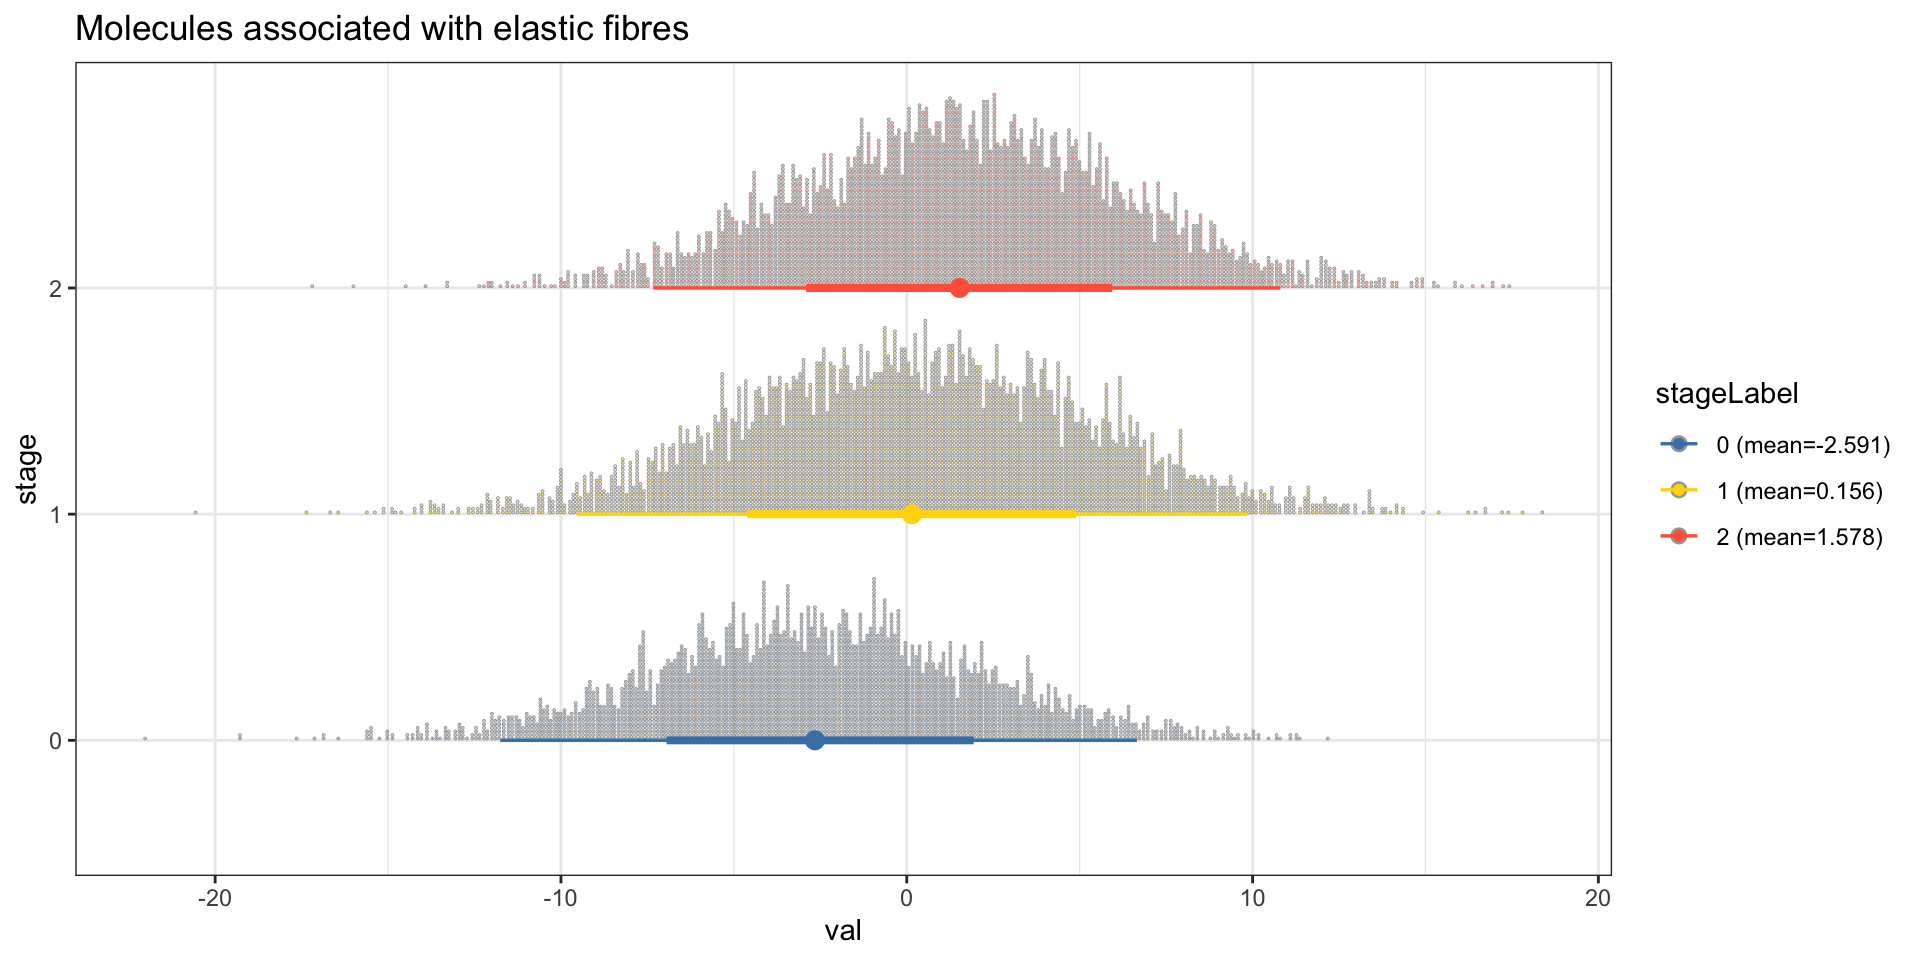 Molecules associated with elastic fibres
stage
2
1
0
-20
-10
0
10
20
val
stageLabel
0 (mean=-2.591)
1 (mean=0.156)
2 (mean=1.578)